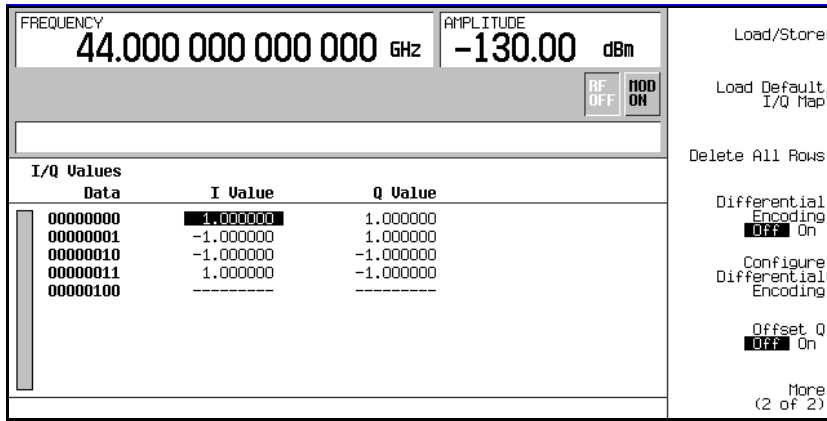 FREQUENCY
44.000 000 000 000 GHz
AMPLITUDE
-130.00 dBm
RF
OFF
MOD
ON
I/Q Values
Data I Value Q Value
00000000 1.000000 1.000000
00000001 -1.000000 1.000000
00000010 -1.000000 -1.000000
00000011 1.000000 -1.000000
00000100 --------- ---------
Load/Store
Load Default
I/Q Map
Delete All Rows
Differential
Encoding
Off On
Configure
Differential
Encoding
Offset Q
Off On
More
(2 of 2)